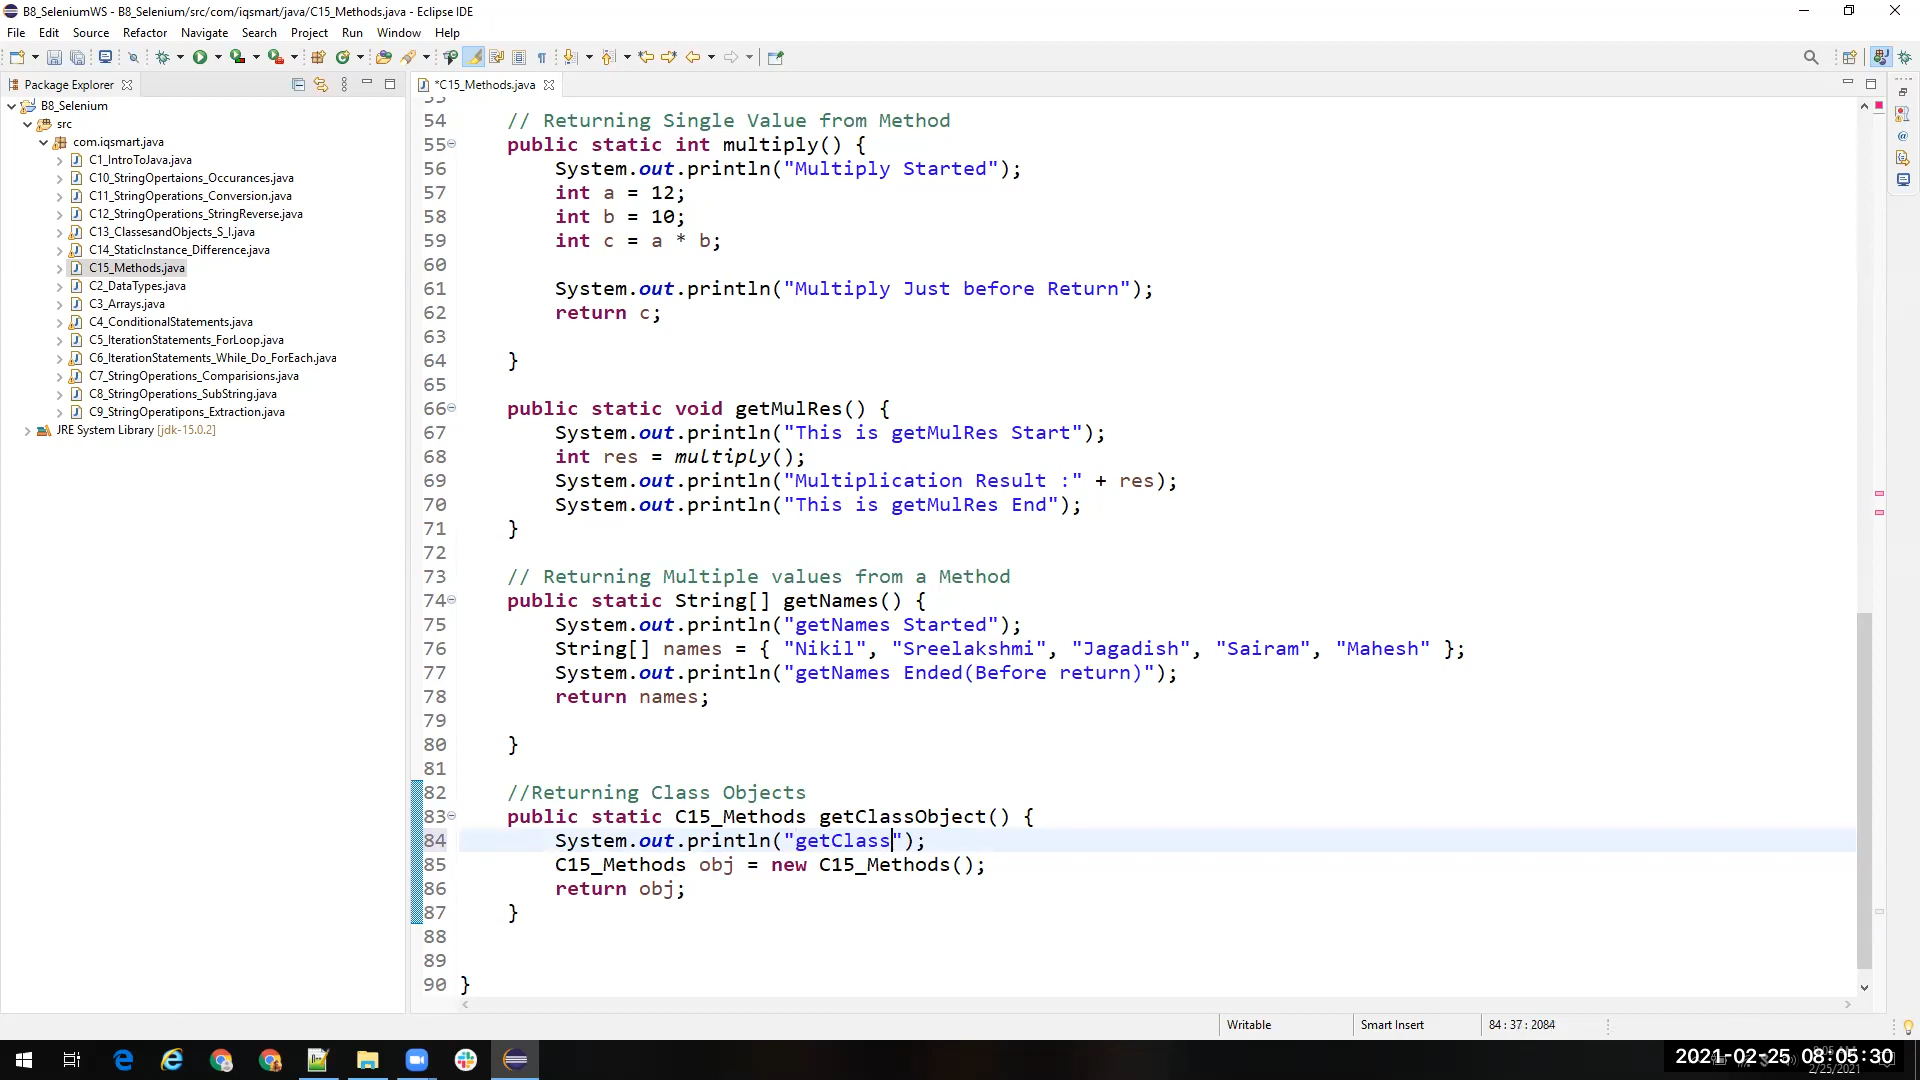 B8_SeleniumWS - B8_Selenium/src/com/iqsmart/java/C15_Methods.java - Eclipse IDE
File Edit Source Refactor Navigate Search Project Run Window Help
Package Explorer
*C15_Methods.java
B8_Selenium
src
com.iqsmart.java
C1_IntroToJava.java
C10_StringOpertaions_Occurances.java
C11_StringOperations_Conversion.java
C12_StringOperations_StringReverse.java
C13_ClassesandObjects_S_I.java
C14_StaticInstance_Difference.java
C15_Methods.java
C2_DataTypes.java
C3_Arrays.java
C4_ConditionalStatements.java
C5_IterationStatements_ForLoop.java
C6_IterationStatements_While_Do_ForEach.java
C7_StringOperations_Comparisions.java
C8_StringOperations_SubString.java
C9_StringOperatipons_Extraction.java
JRE System Library [jdk-15.0.2]
53
54 // Returning Single Value from Method
55 public static int multiply() {
56 System.out.println("Multiply Started");
57 int a = 12;
58 int b = 10;
59 int c = a * b;
60
61 System.out.println("Multiply Just before Return");
62 return c;
63
64 }
65
66 public static void getMulRes() {
67 System.out.println("This is getMulRes Start");
68 int res = multiply();
69 System.out.println("Multiplication Result :" + res);
70 System.out.println("This is getMulRes End");
71 }
72
73 // Returning Multiple values from a Method
74 public static String[] getNames() {
75 System.out.println("getNames Started");
76 String[] names = { "Nikil", "Sreelakshmi", "Jagadish", "Sairam", "Mahesh" };
77 System.out.println("getNames Ended(Before return)");
78 return names;
79
80 }
81
82 //Returning Class Objects
83 public static C15_Methods getClassObject() {
84 System.out.println("getClass");
85 C15_Methods obj = new C15_Methods();
86 return obj;
87 }
88
89
90 }
Writable Smart Insert 84 : 37 : 2084
2021-02-25 08:05:30
2/25/2021